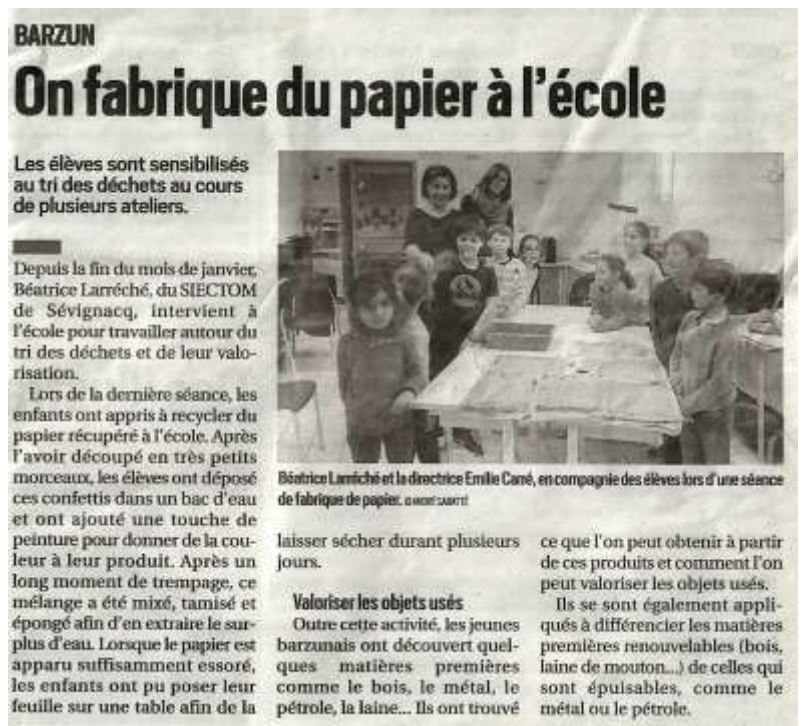 BARZUN
On fabrique du papier à l'école
Les élèves sont sensibilisés
au tri des déchets au cours
de plusieurs ateliers.
Depuis la fin du mois de janvier,
Béatrice Larréché, du SIECTOM
de Sévignacq, intervient à
l'école pour travailler autour du
tri des déchets et de leur valo-
risation.
Lors de la dernière séance, les
enfants ont appris à recycler du
papier récupéré à l'école. Après
l'avoir découpé en très petits
morceaux, les élèves ont déposé
ces confettis dans un bac d'eau
et ont ajouté une touche de
peinture pour donner de la cou-
leur à leur produit. Après un
long moment de trempage, ce
mélange a été mixé, tamisé et
épongé afin d'en extraire le sur-
plus d'eau. Lorsque le papier est
apparu suffisamment essoré,
les enfants ont pu poser leur
feuille sur une table afin de la
Béatrice Larréché et la directrice Emilie Carré, en compagnie des élèves lors d'une séance
de fabrique de papier. © ANDRÉ SABATTÉ
laisser sécher durant plusieurs
jours.
Valoriser les objets usés
Outre cette activité, les jeunes
barzunais ont découvert quel-
ques matières premières
comme le bois, le métal, le
pétrole, la laine... Ils ont trouvé
ce que l'on peut obtenir à partir
de ces produits et comment l'on
peut valoriser les objets usés.
Ils se sont également appli-
qués à différencier les matières
premières renouvelables (bois,
laine de mouton...) de celles qui
sont épuisables, comme le
métal ou le pétrole.